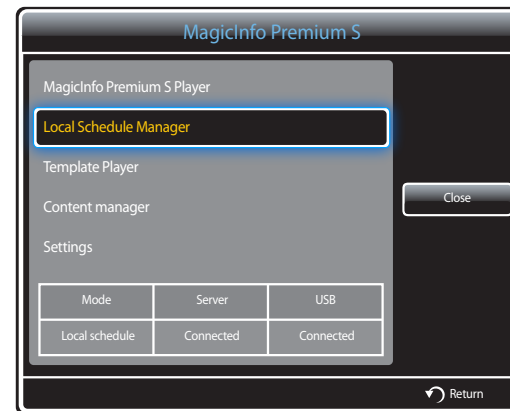 MagicInfo Premium S
MagicInfo Premium S Player
Local Schedule Manager
Template Player
Content manager
Settings
Close
Mode Server USB
Local schedule Connected Connected
Return